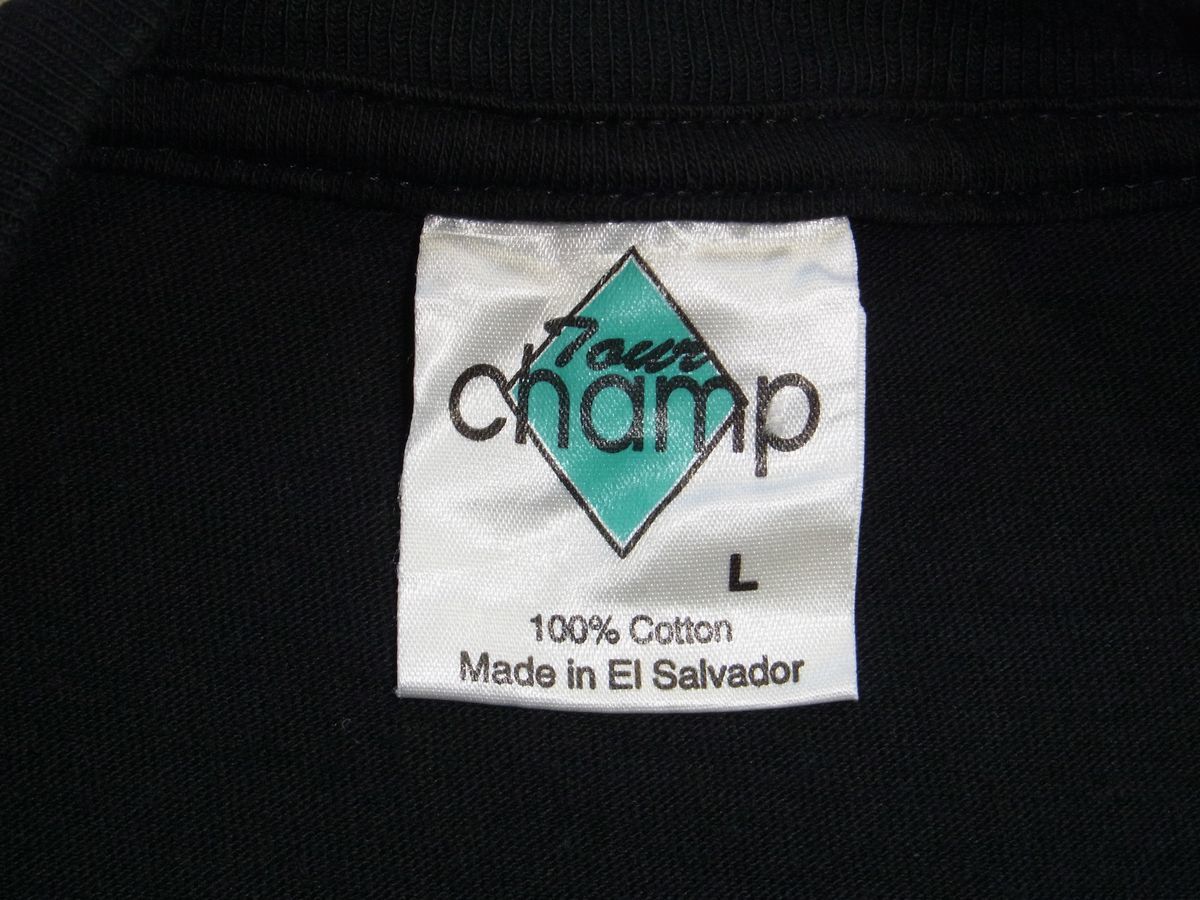 Tour
champ
L
100% Cotton
Made in El Salvador